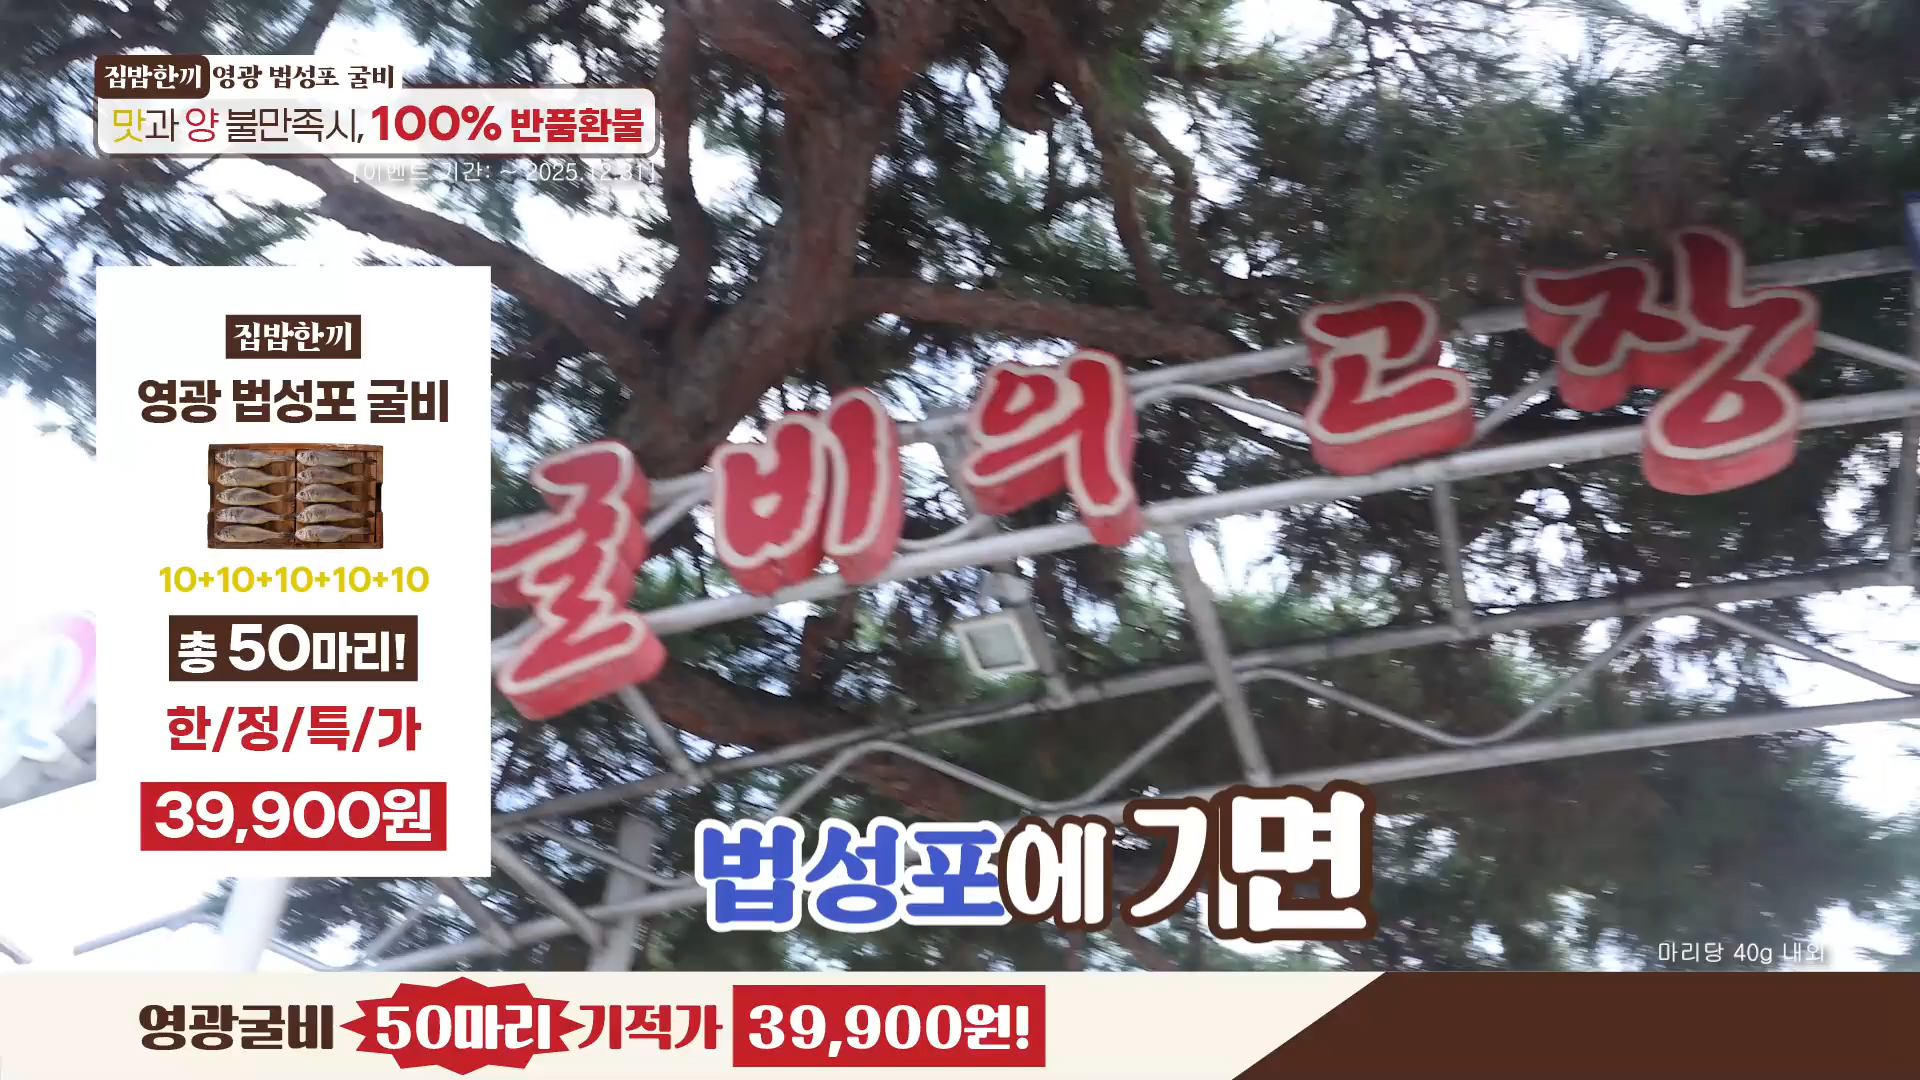 집밥한끼 영광 법성포 굴비
맛과 양 불만족시, 100% 반품환불
[이벤트 기간: ~ 2025.12.31]
집밥한끼
영광 법성포 굴비
10+10+10+10+10
총 50마리!
한/정/특/가
39,900원
굴비의 고장
법성포에 가면
마리당 40g 내외
영광굴비 50마리 기적가 39,900원!